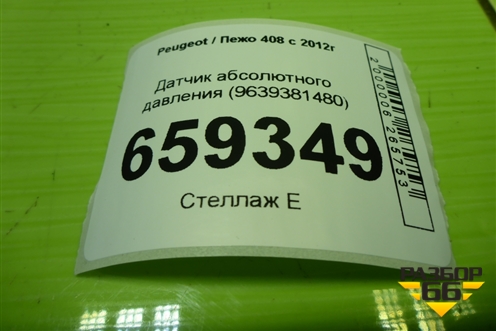 Peugeot / Пежо 408 с 2012г
Датчик абсолютного
давления (9639381480)
659349
Стеллаж Е
2000006265753
РАЗБОР
66